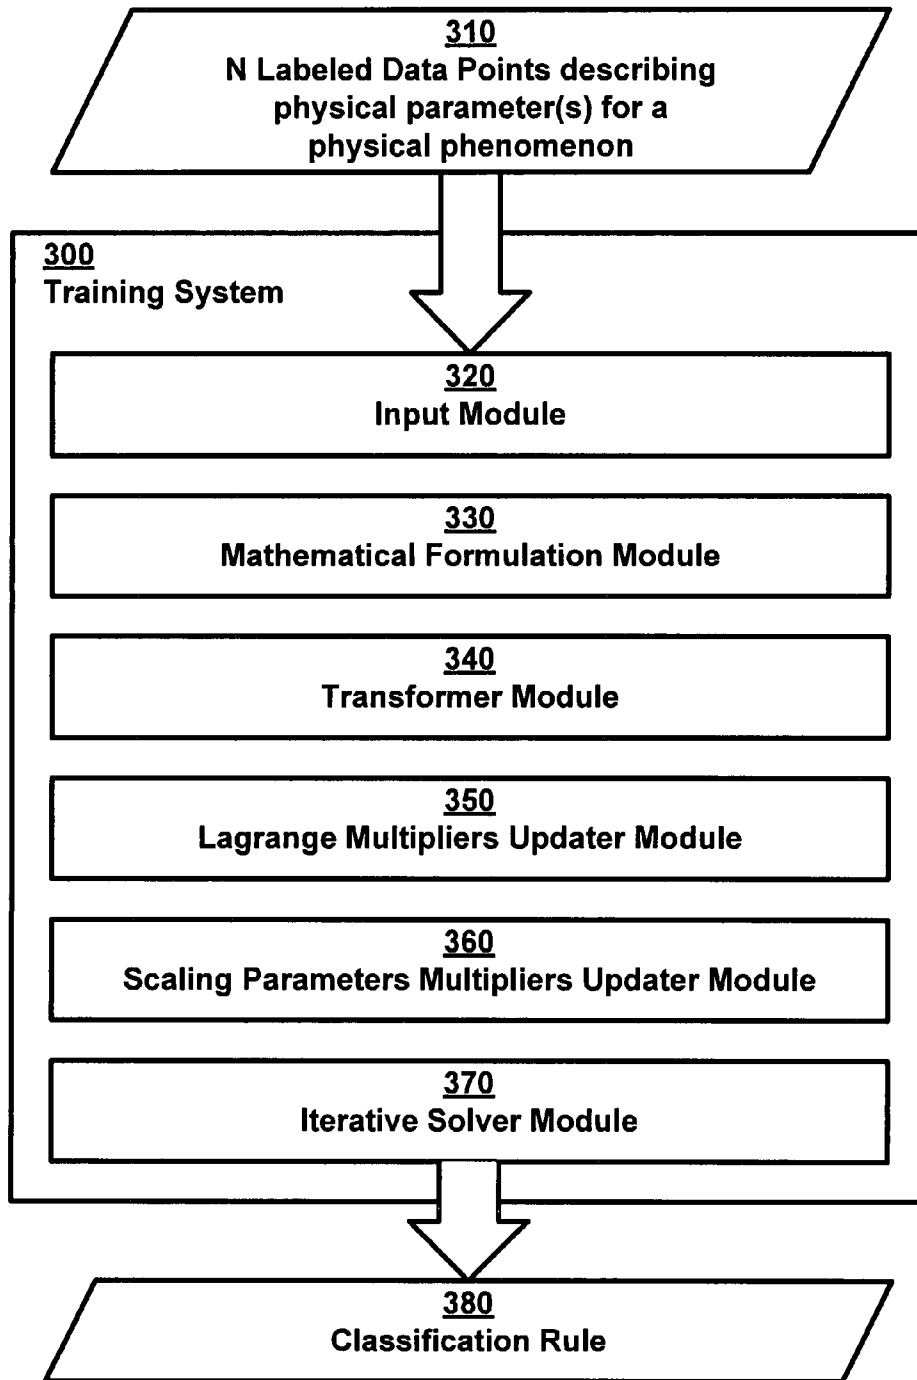 310
N Labeled Data Points describing
physical parameter(s) for a
physical phenomenon
300
Training System
320
Input Module
330
Mathematical Formulation Module
340
Transformer Module
350
Lagrange Multipliers Updater Module
360
Scaling Parameters Multipliers Updater Module
370
Iterative Solver Module
380
Classification Rule